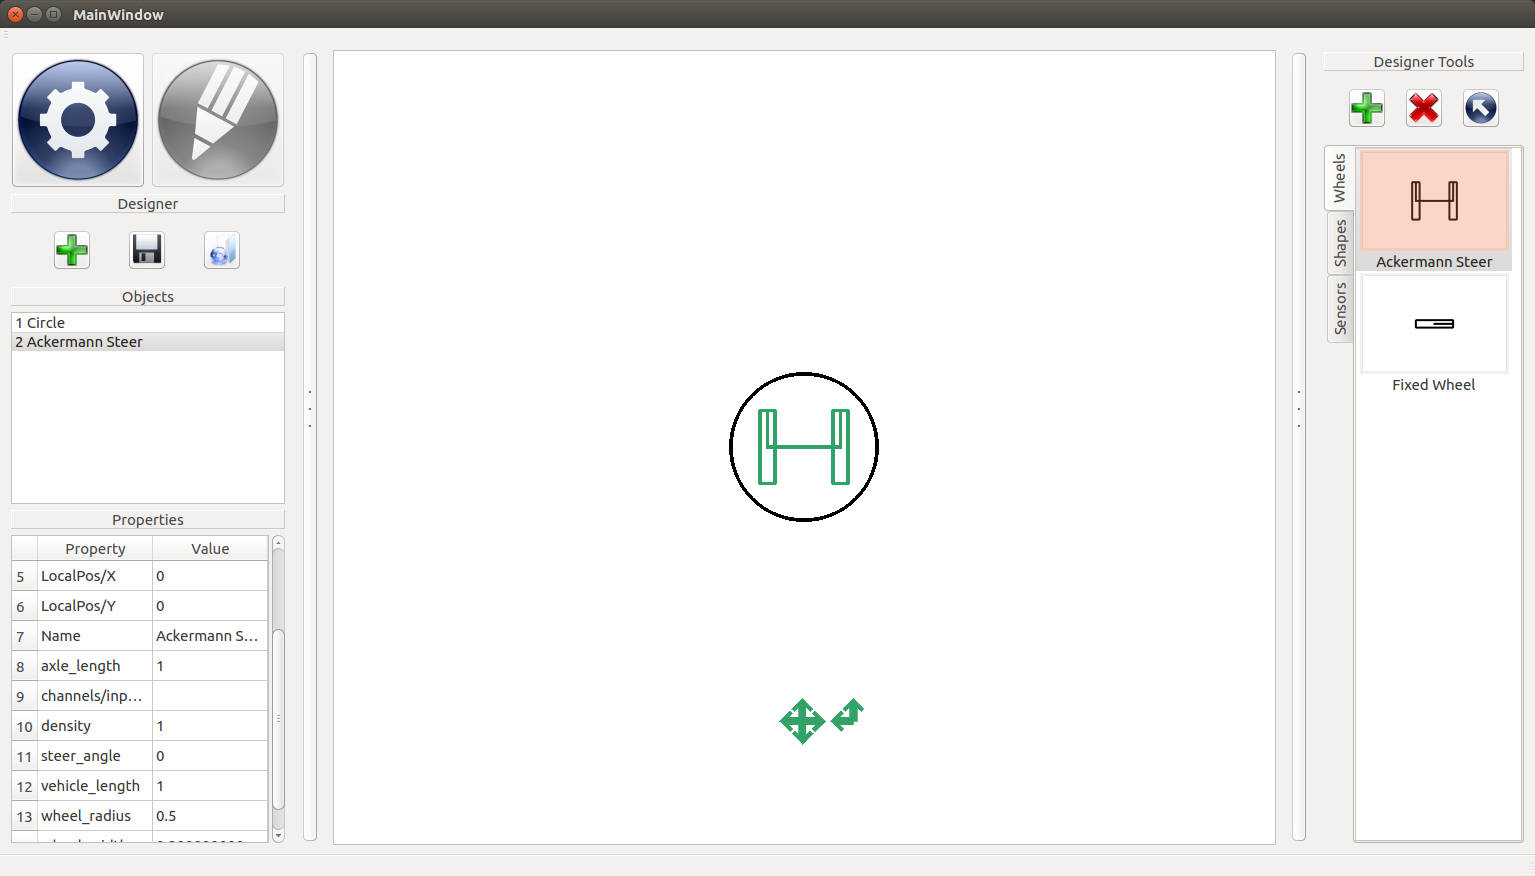 MainWindow
Designer
Objects
1 Circle
2 Ackermann Steer
Properties
Property Value
5 LocalPos/X 0
6 LocalPos/Y 0
7 Name Ackermann S...
8 axle_length 1
9 channels/inp...
10 density 1
11 steer_angle 0
12 vehicle_length 1
13 wheel_radius 0.5
Designer Tools
Wheels
Shapes
Sensors
Ackermann Steer
Fixed Wheel